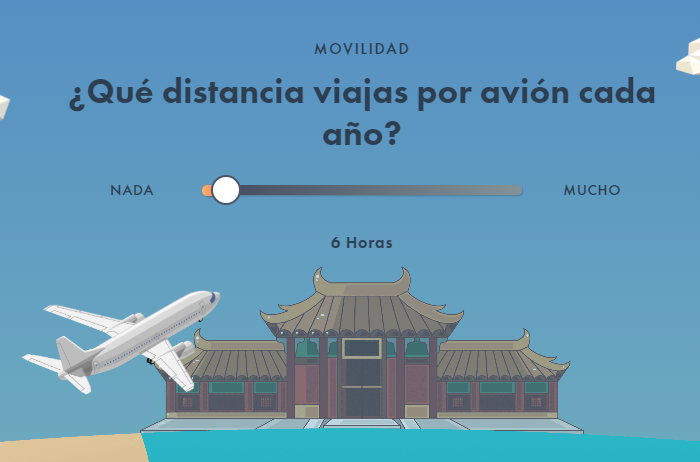 MOVILIDAD
¿Qué distancia viajas por avión cada
año?
NADA
MUCHO
6 Horas